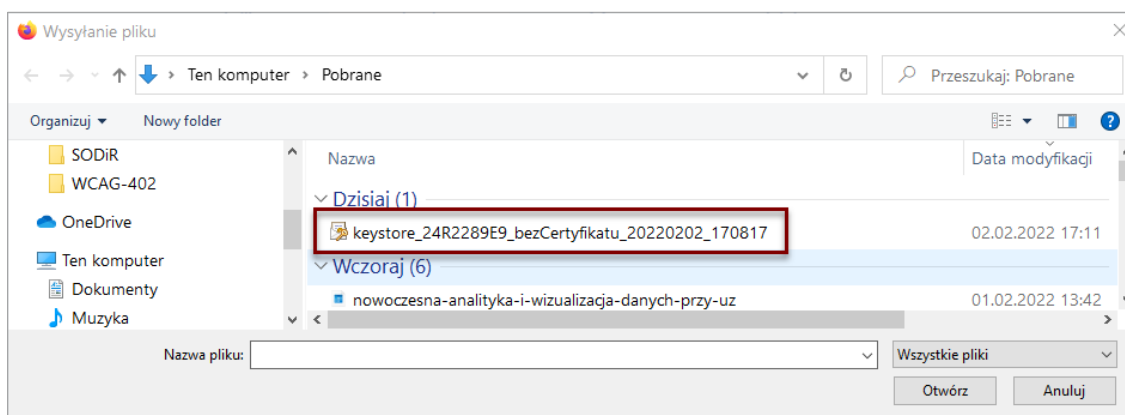 Wysyłanie pliku
Ten komputer > Pobrane
Przeszukaj: Pobrane
Organizuj
Nowy folder
SODiR
WCAG-402
OneDrive
Ten komputer
Dokumenty
Muzyka
Nazwa
Data modyfikacji
Dzisiaj (1)
keystore_24R2289E9_bezCertyfikatu_20220202_170817
02.02.2022 17:11
Wczoraj (6)
nowoczesna-analityka-i-wizualizacja-danych-przy-uz
01.02.2022 13:42
Nazwa pliku:
Wszystkie pliki
Otwórz
Anuluj